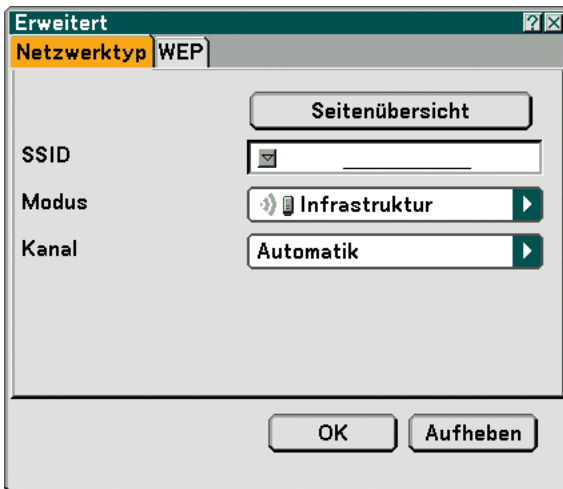 Erweitert
Netzwerktyp WEP
Seitenübersicht
SSID
Modus Infrastruktur
Kanal Automatik
OK Aufheben